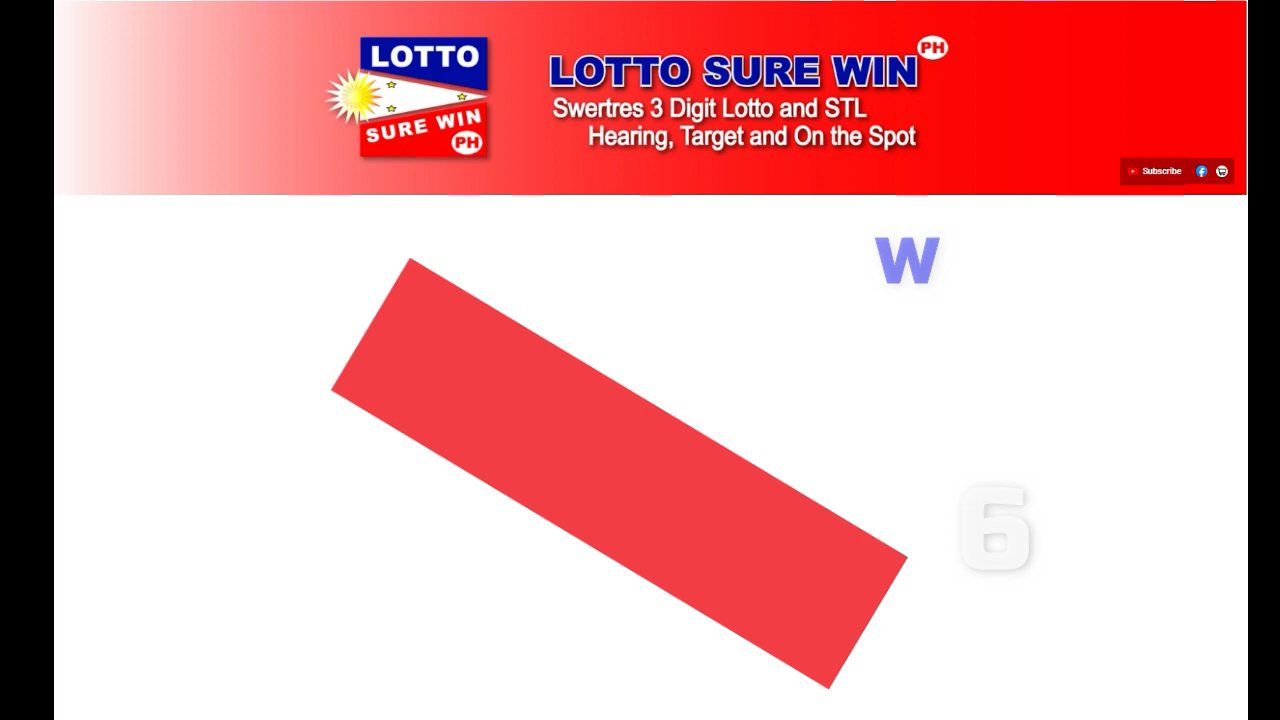 LOTTO
SURE WIN
PH
LOTTO SURE WIN PH
Swertres 3 Digit Lotto and STL
Hearing, Target and On the Spot
Subscribe
W
6